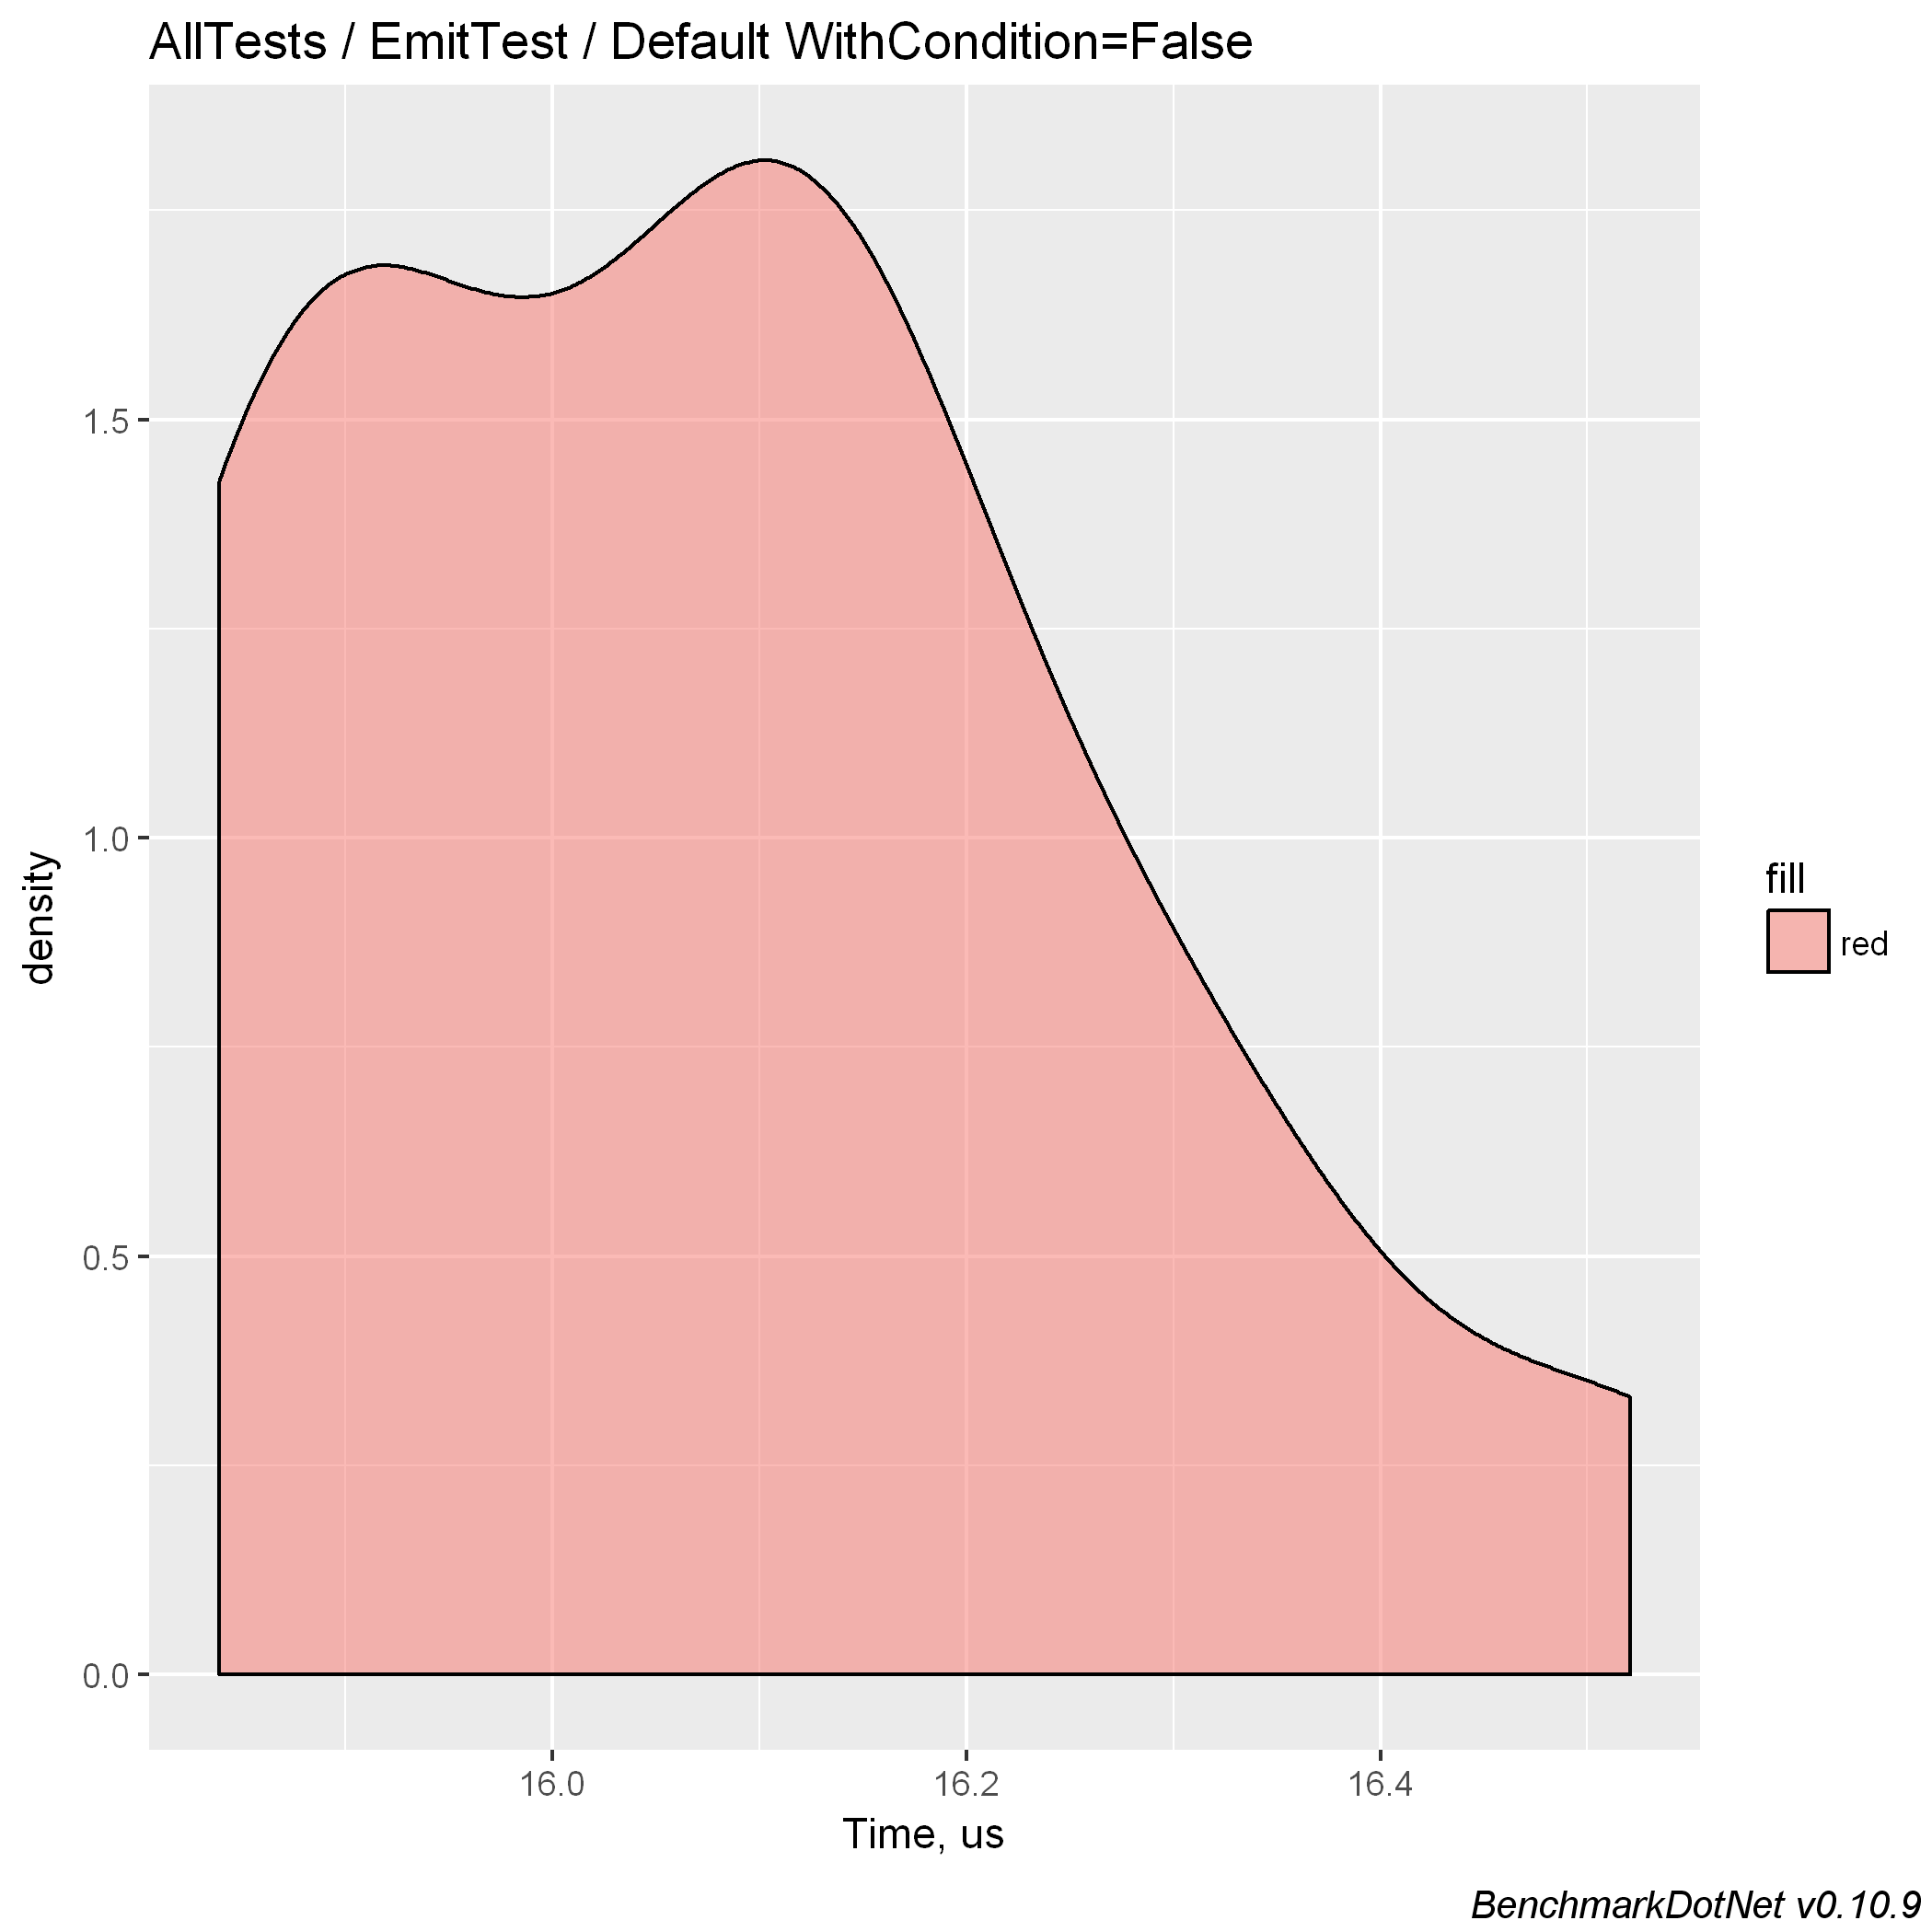 AllTests / EmitTest / Default WithCondition=False
1.5
1.0
0.5
0.0
density
16.0 16.2 16.4
Time, us
fill
red
BenchmarkDotNet v0.10.9